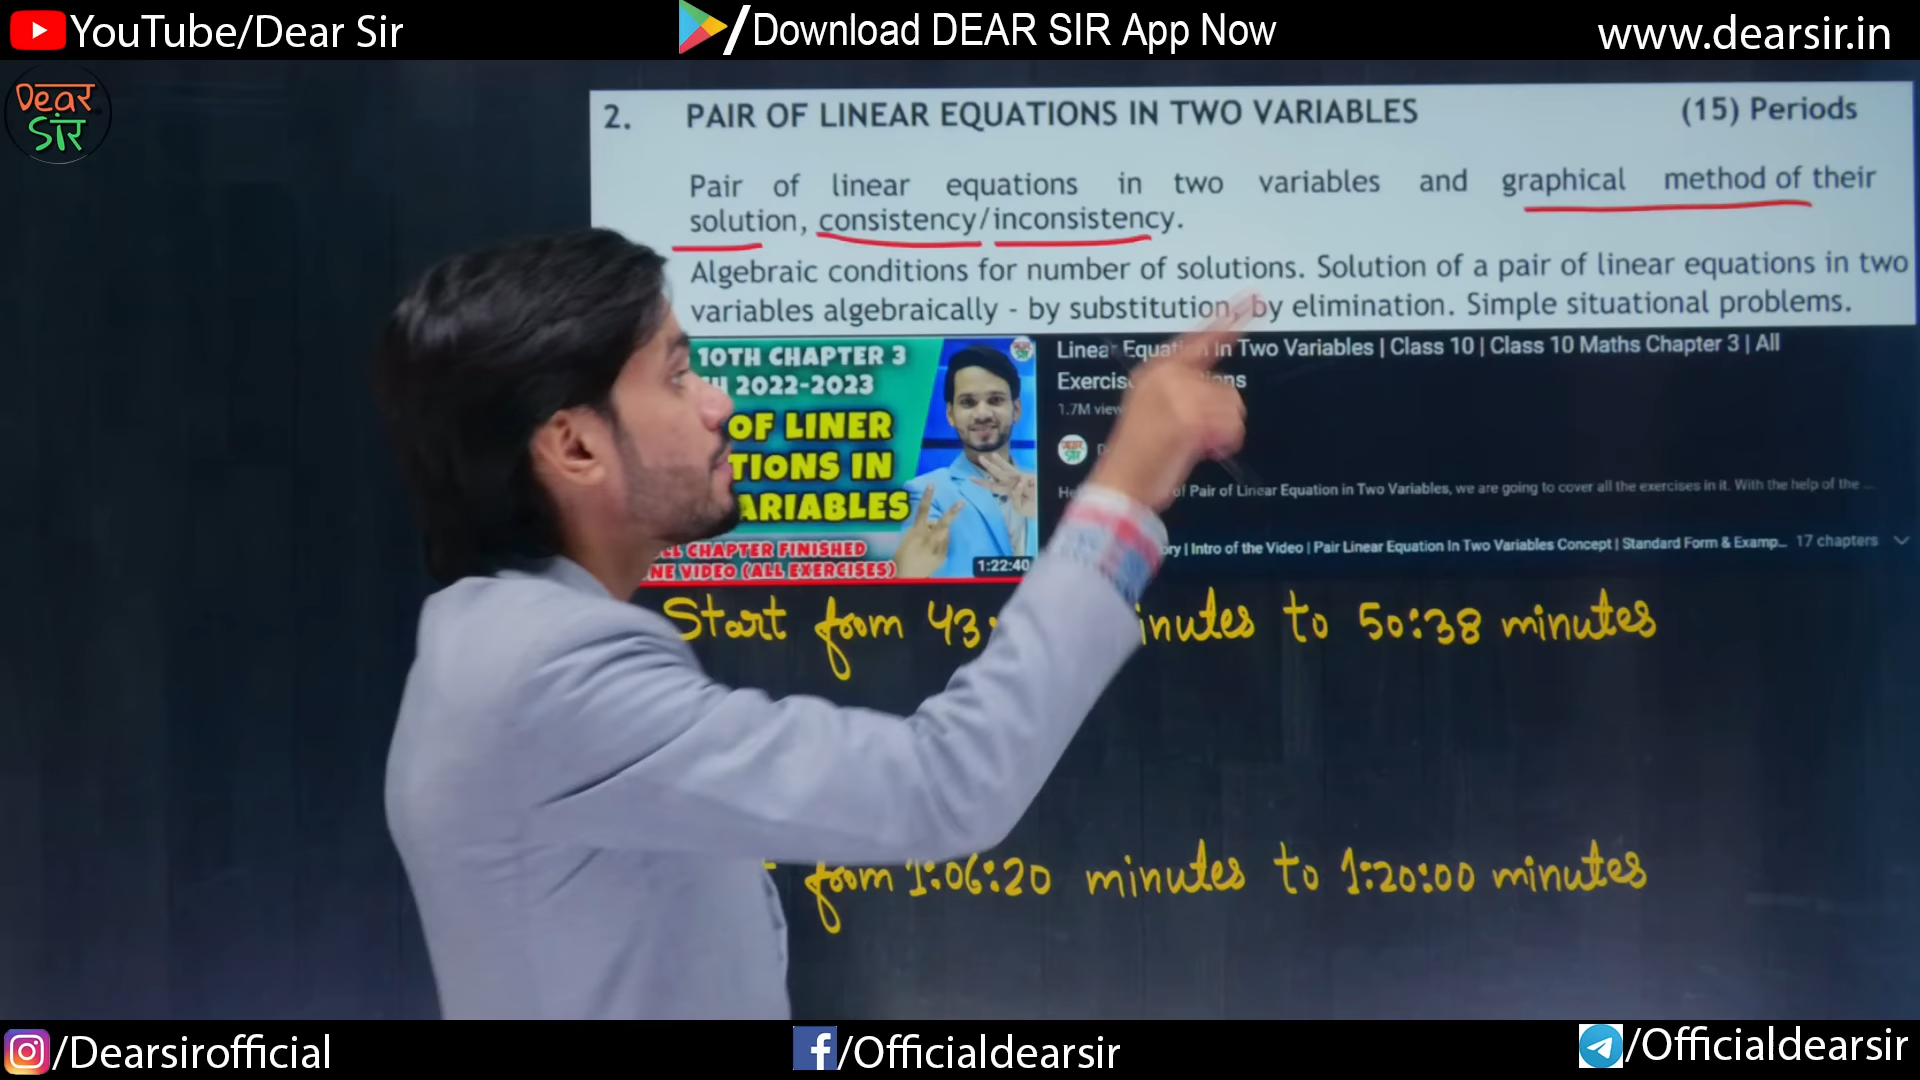 YouTube/Dear Sir
/Download DEAR SIR App Now
www.dearsir.in
Dear
सर
2. PAIR OF LINEAR EQUATIONS IN TWO VARIABLES (15) Periods
Pair of linear equations in two variables and graphical method of their
solution, consistency/inconsistency.
Algebraic conditions for number of solutions. Solution of a pair of linear equations in two
variables algebraically - by substitution, by elimination. Simple situational problems.
10TH CHAPTER 3
2022-2023
OF LINER
IN
CHAPTER FINISHED
VIDEO (ALL EXERCISES)
1:22:40
Linear In Two Variables | Class 10 | Class 10 Maths Chapter 3 | All
1.7M
of Pair of Linear Equation in Two Variables, we are going to cover all the exercises in it. With the help of the ...
| Intro of the Video | Pair Linear Equation In Two Variables Concept | Standard Form & Examp... 17 chapters
Start from 43: to 50:38 minutes
from 1:06:20 minutes to 1:20:00 minutes
/Dearsirofficial
/Officialdearsir
/Officialdearsir